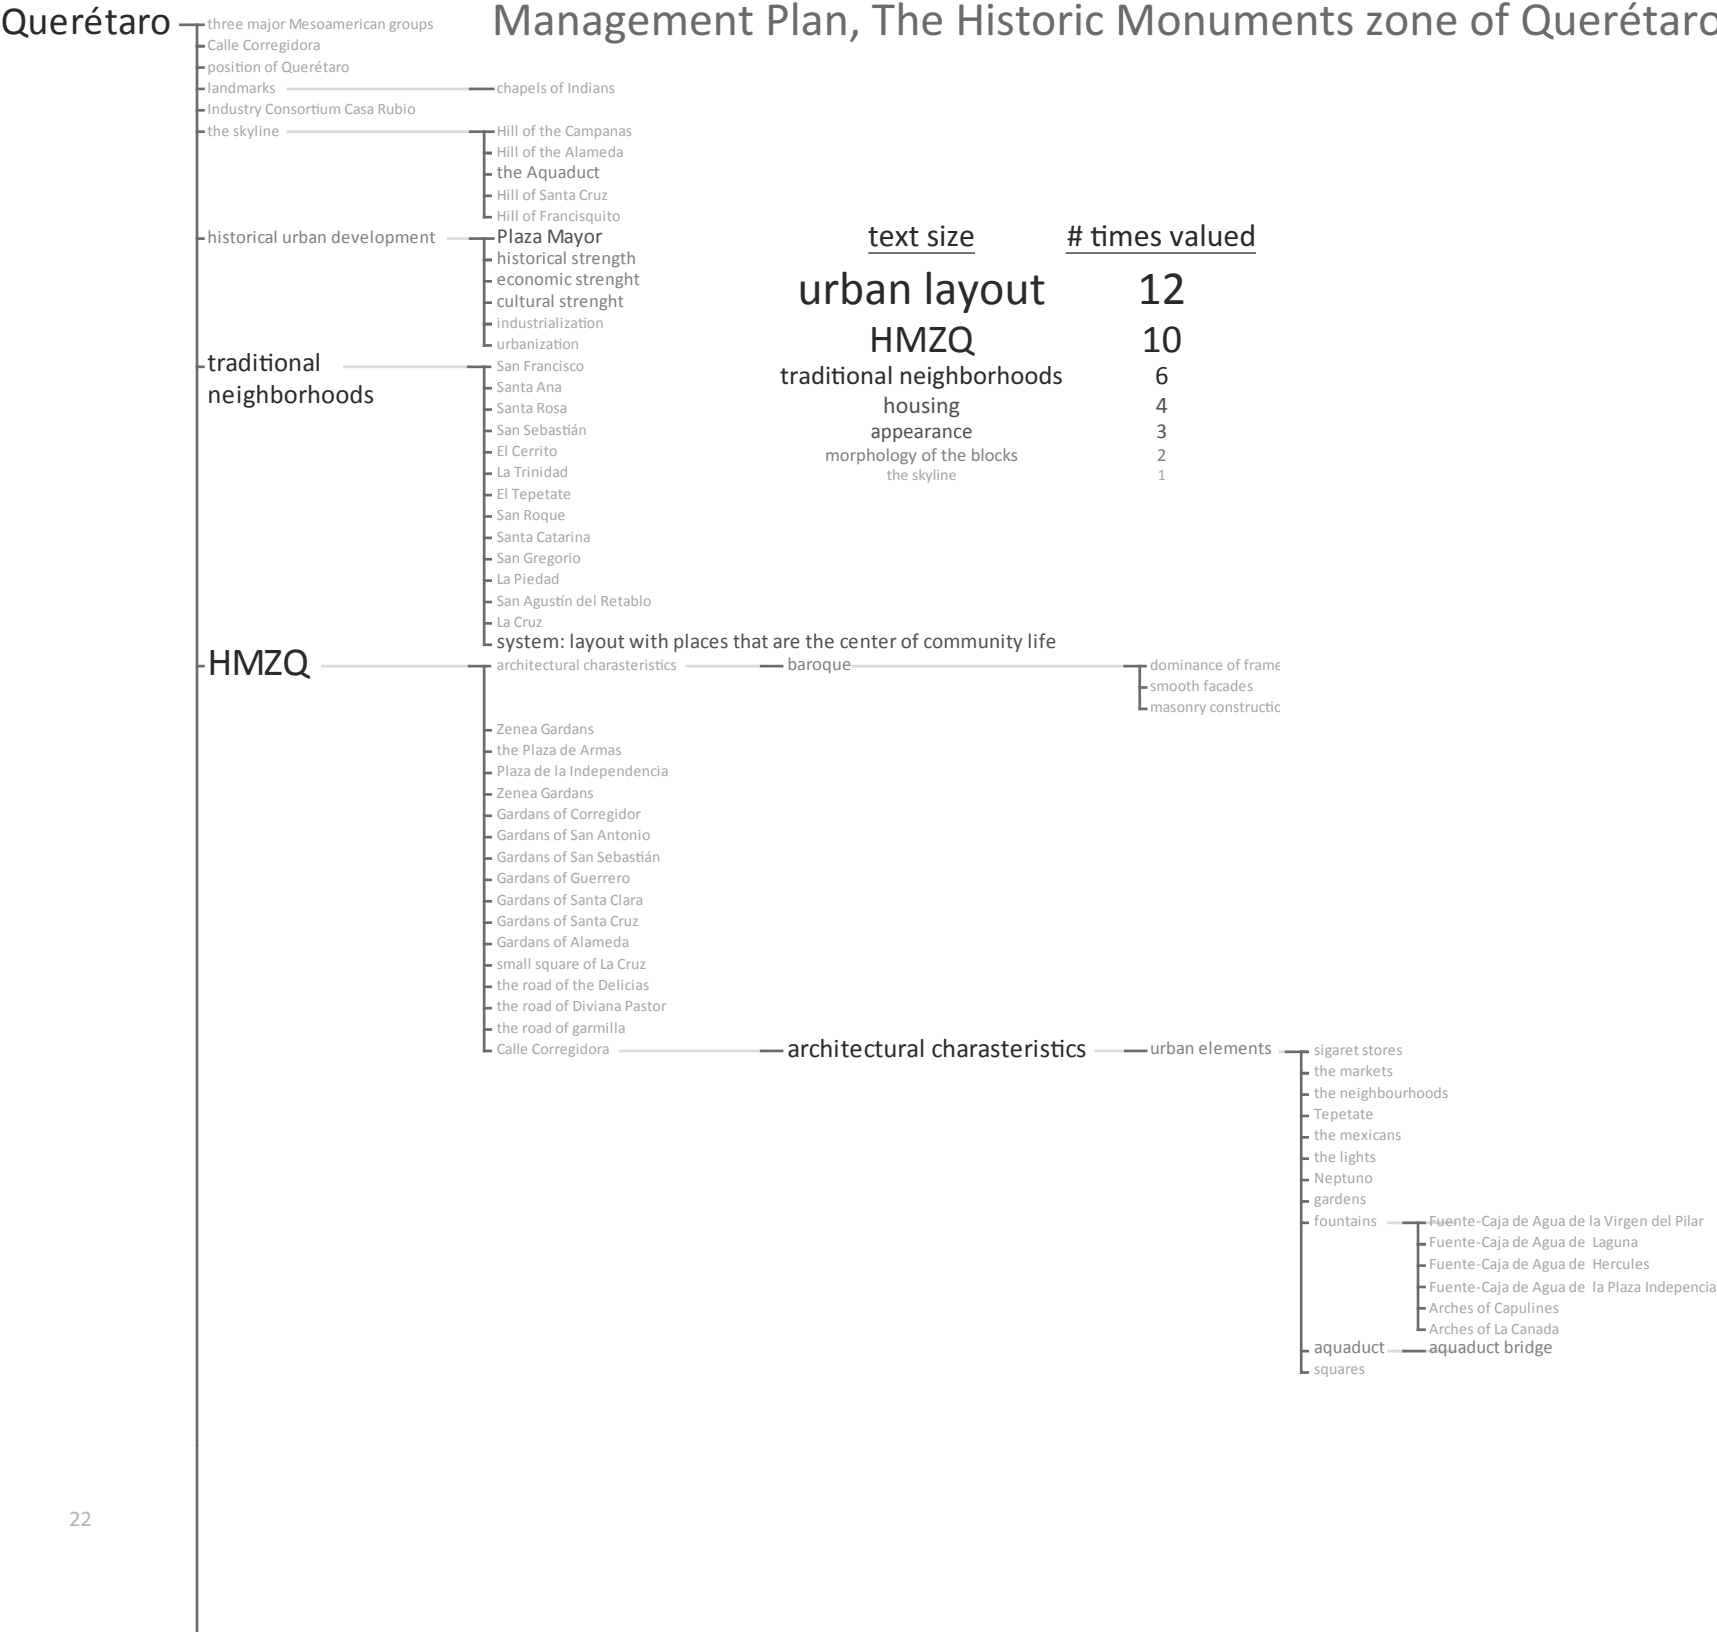 Querétaro
Management Plan, The Historic Monuments zone of Querétaro
three major Mesoamerican groups
Calle Corregidora
position of Querétaro
landmarks
chapels of Indians
Industry Consortium Casa Rubio
the skyline
Hill of the Campanas
Hill of the Alameda
the Aquaduct
Hill of Santa Cruz
Hill of Francisquito
historical urban development
Plaza Mayor
historical strength
economic strenght
cultural strenght
industrialization
urbanization
text size # times valued
urban layout 12
HMZQ 10
traditional neighborhoods 6
housing 4
appearance 3
morphology of the blocks 2
the skyline 1
traditional
neighborhoods
San Francisco
Santa Ana
Santa Rosa
San Sebastián
El Cerrito
La Trinidad
El Tepetate
San Roque
Santa Catarina
San Gregorio
La Piedad
San Agustín del Retablo
La Cruz
system: layout with places that are the center of community life
HMZQ
architectural charasteristics
baroque
dominance of frame
smooth facades
masonry constructic
Zenea Gardans
the Plaza de Armas
Plaza de la Independencia
Zenea Gardans
Gardans of Corregidor
Gardans of San Antonio
Gardans of San Sebastián
Gardans of Guerrero
Gardans of Santa Clara
Gardans of Santa Cruz
Gardans of Alameda
small square of La Cruz
the road of the Delicias
the road of Diviana Pastor
the road of garmilla
Calle Corregidora
architectural charasteristics
urban elements
sigaret stores
the markets
the neighbourhoods
Tepetate
the mexicans
the lights
Neptuno
gardens
fountains
Fuente-Caja de Agua de la Virgen del Pilar
Fuente-Caja de Agua de Laguna
Fuente-Caja de Agua de Hercules
Fuente-Caja de Agua de la Plaza Indepencia
Arches of Capulines
Arches of La Canada
aquaduct
aquaduct bridge
squares
22